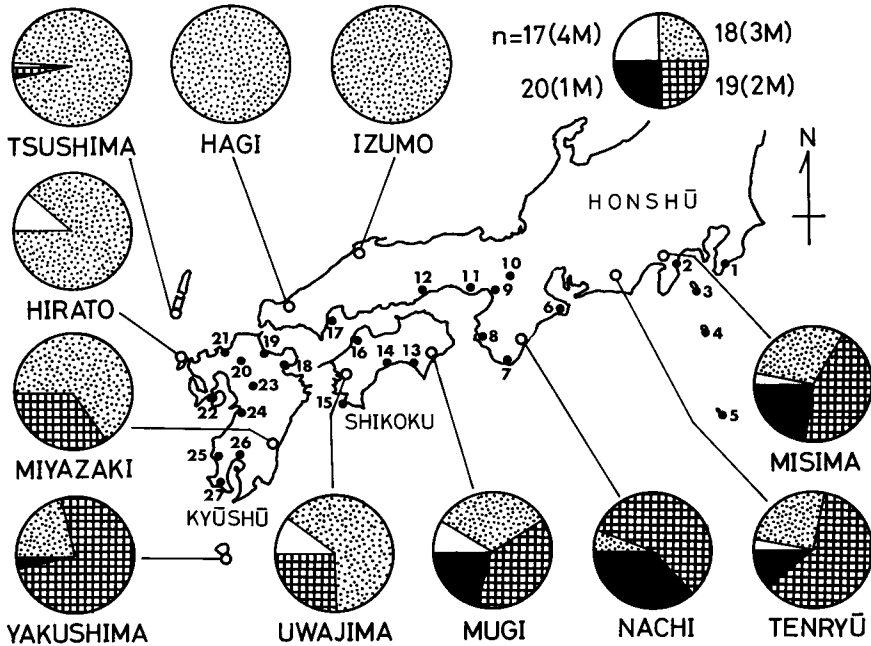 n=17(4M) 18(3M)
20(1M) 19(2M)
TSUSHIMA HAGI IZUMO
N
HONSHŪ
HIRATO
1
2
3
4
5
6
7
8
9
10
11
12
13
14
15
16
17
18
19
20
21
22
23
24
25
26
27
SHIKOKU
KYŪSHŪ
MIYAZAKI
MISIMA
YAKUSHIMA UWAJIMA MUGI NACHI TENRYŪ